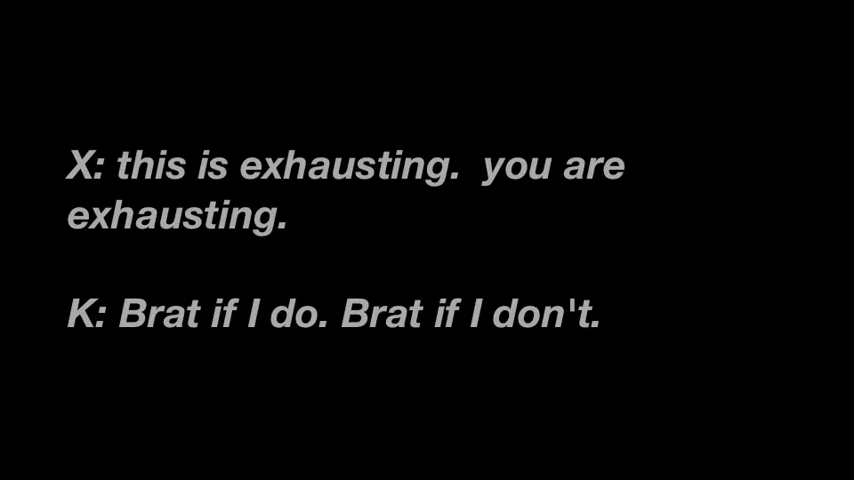 X: this is exhausting.  you are
exhausting.
K: Brat if I do. Brat if I don't.